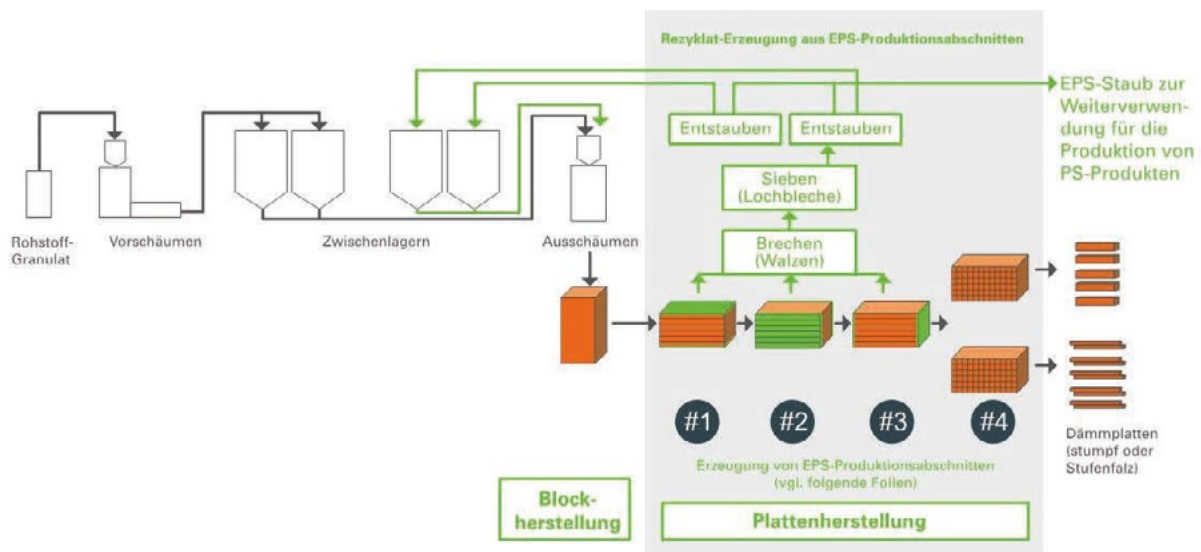 Rezyklat-Erzeugung aus EPS-Produktionsabschnitten
EPS-Staub zur
Weiterverwen-
dung für die
Produktion von
PS-Produkten
Entstauben
Entstauben
Sieben
(Lochbleche)
Brechen
(Walzen)
Rohstoff-
Granulat
Vorschäumen
Zwischenlagern
Ausschäumen
#1
#2
#3
#4
Dämmplatten
(stumpf oder
Stufenfalz)
Erzeugung von EPS-Produktionsabschnitten
(vgl. folgende Folien)
Block-
herstellung
Plattenherstellung